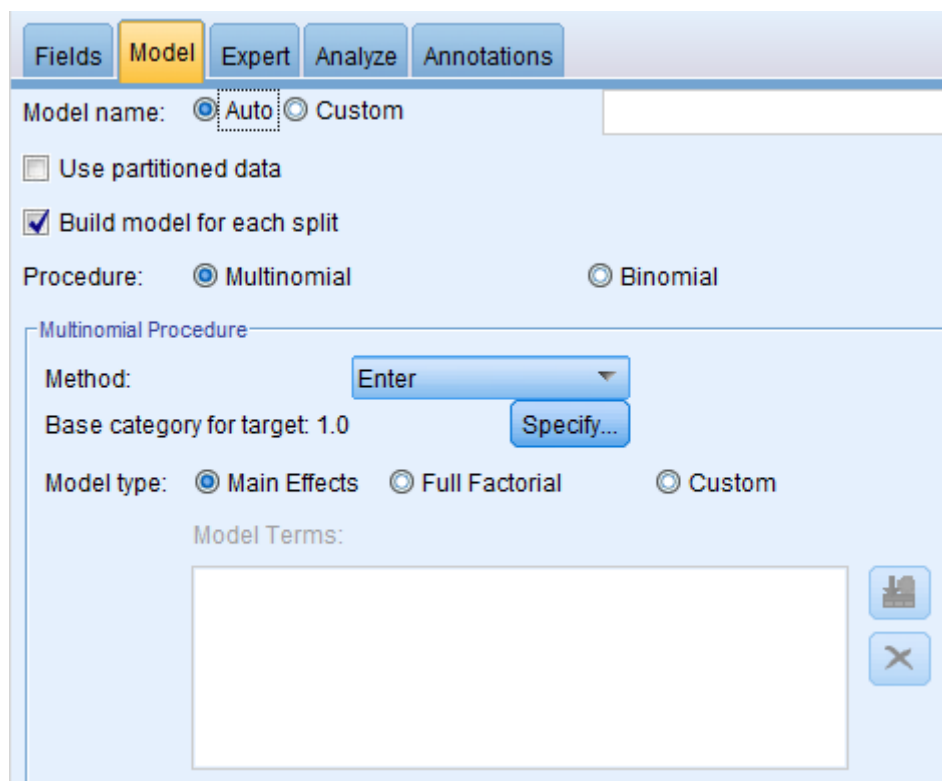 Fields Model Expert Analyze Annotations
Model name: Auto Custom
Use partitioned data
Build model for each split
Procedure: Multinomial Binomial
Multinomial Procedure
Method: Enter
Base category for target: 1.0 Specify...
Model type: Main Effects Full Factorial Custom
Model Terms: